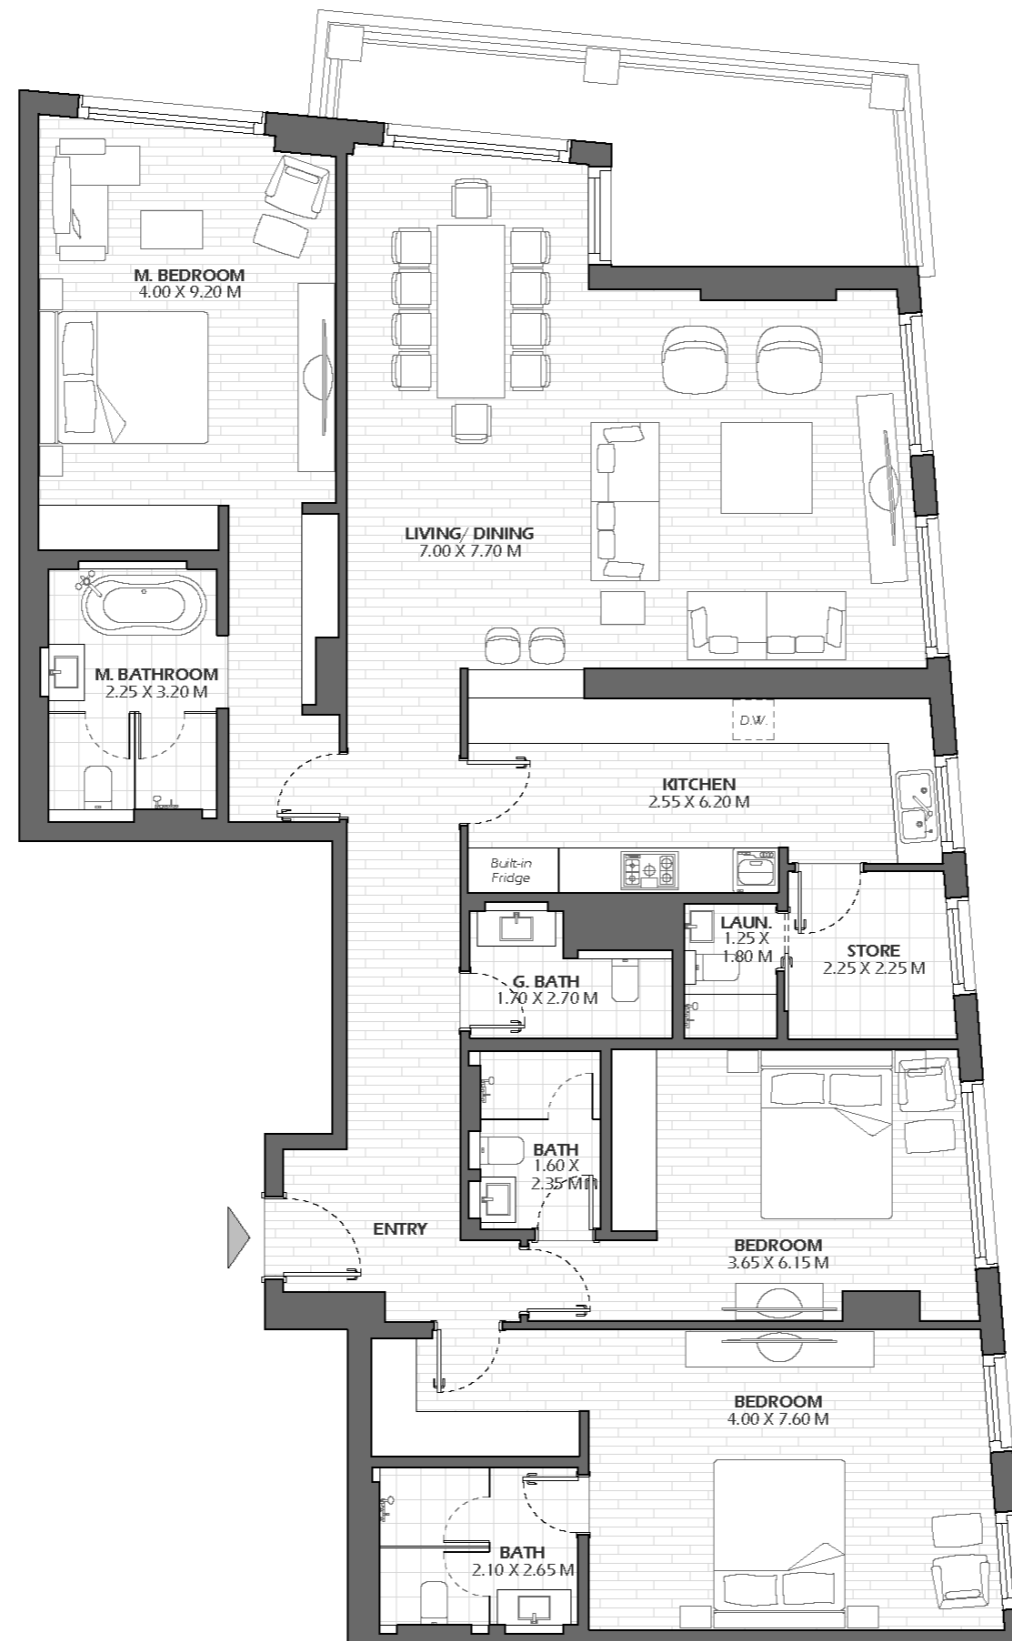 M. BEDROOM
4.00 X 9.20 M
LIVING/ DINING
7.00 X 7.70 M
M. BATHROOM
2.25 X 3.20 M
D.W.
KITCHEN
2.55 X 6.20 M
Built-in
Fridge
LAUN.
1.25 X
1.80 M
STORE
2.25 X 2.25 M
G. BATH
1.70 X 2.70 M
BATH
1.60 X
2.35 M
ENTRY
BEDROOM
3.65 X 6.15 M
BEDROOM
4.00 X 7.60 M
BATH
2.10 X 2.65 M